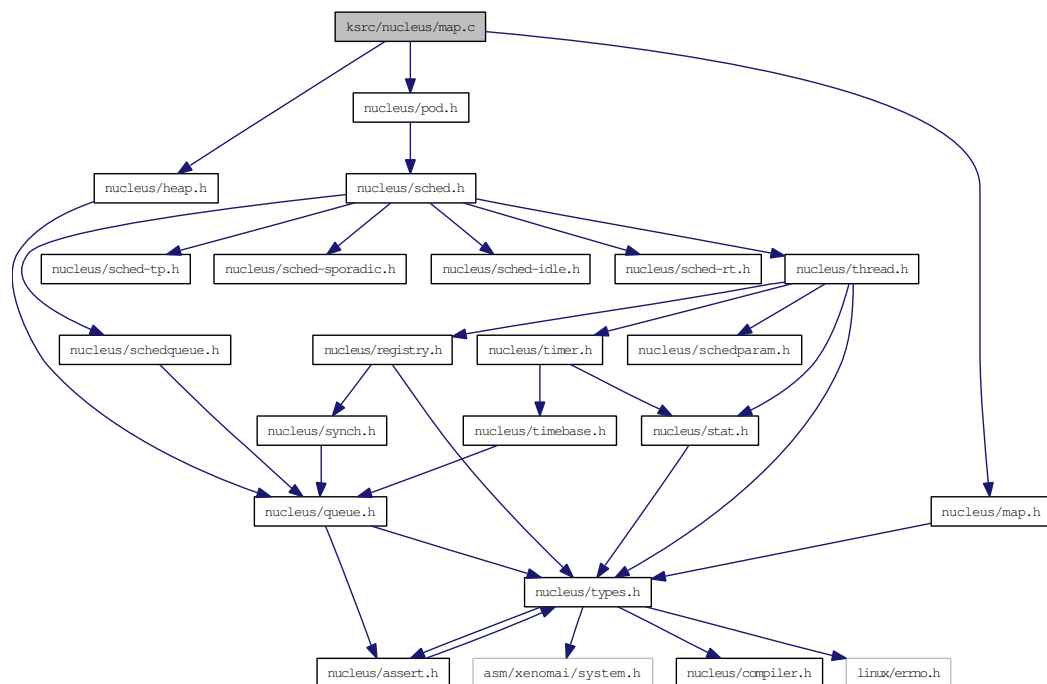 ksrc/nucleus/map.c
nucleus/pod.h
nucleus/heap.h
nucleus/sched.h
nucleus/sched-tp.h
nucleus/sched-sporadic.h
nucleus/sched-idle.h
nucleus/sched-rt.h
nucleus/thread.h
nucleus/schedqueue.h
nucleus/registry.h
nucleus/timer.h
nucleus/schedparam.h
nucleus/synch.h
nucleus/timebase.h
nucleus/stat.h
nucleus/queue.h
nucleus/map.h
nucleus/types.h
nucleus/assert.h
asm/xenomai/system.h
nucleus/compiler.h
linux/errno.h